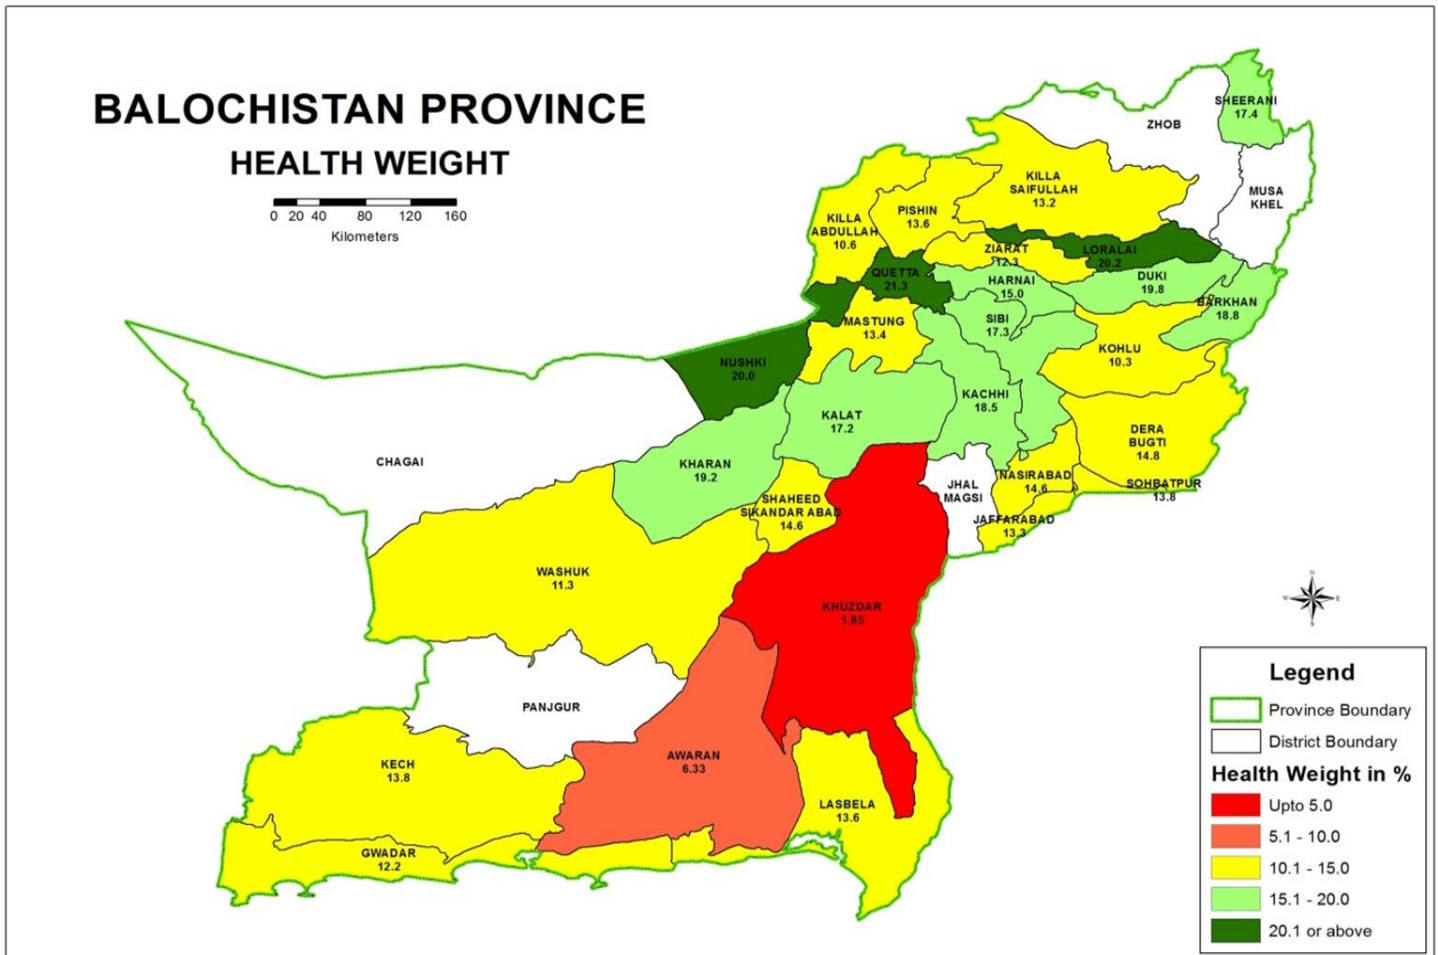 BALOCHISTAN PROVINCE
HEALTH WEIGHT
0 20 40 80 120 160
Kilometers
SHEERANI
17.4
ZHOB
MUSA
KHEL
KILLA
SAIFULLAH
13.2
PISHIN
13.6
KILLA
ABDULLAH
10.6
ZIARAT
12.3
LORALAI
20.2
QUETTA
21.3
HARNAI
15.0
DUKI
19.8
BARKHAN
18.8
MASTUNG
13.4
SIBI
17.3
KOHLU
10.3
NUSHKI
20.0
KACHHI
18.5
KALAT
17.2
DERA
BUGTI
14.8
CHAGAI
KHARAN
19.2
NASIRABAD
14.6
SOHBATPUR
13.8
JHAL
MAGSI
SHAHEED
SIKANDAR ABAD
14.6
JAFFARABAD
13.3
WASHUK
11.3
KHUZDAR
1.85
PANJGUR
AWARAN
6.33
KECH
13.8
LASBELA
13.6
GWADAR
12.2
N
W E
S
Legend
Province Boundary
District Boundary
Health Weight in %
Upto 5.0
5.1 - 10.0
10.1 - 15.0
15.1 - 20.0
20.1 or above